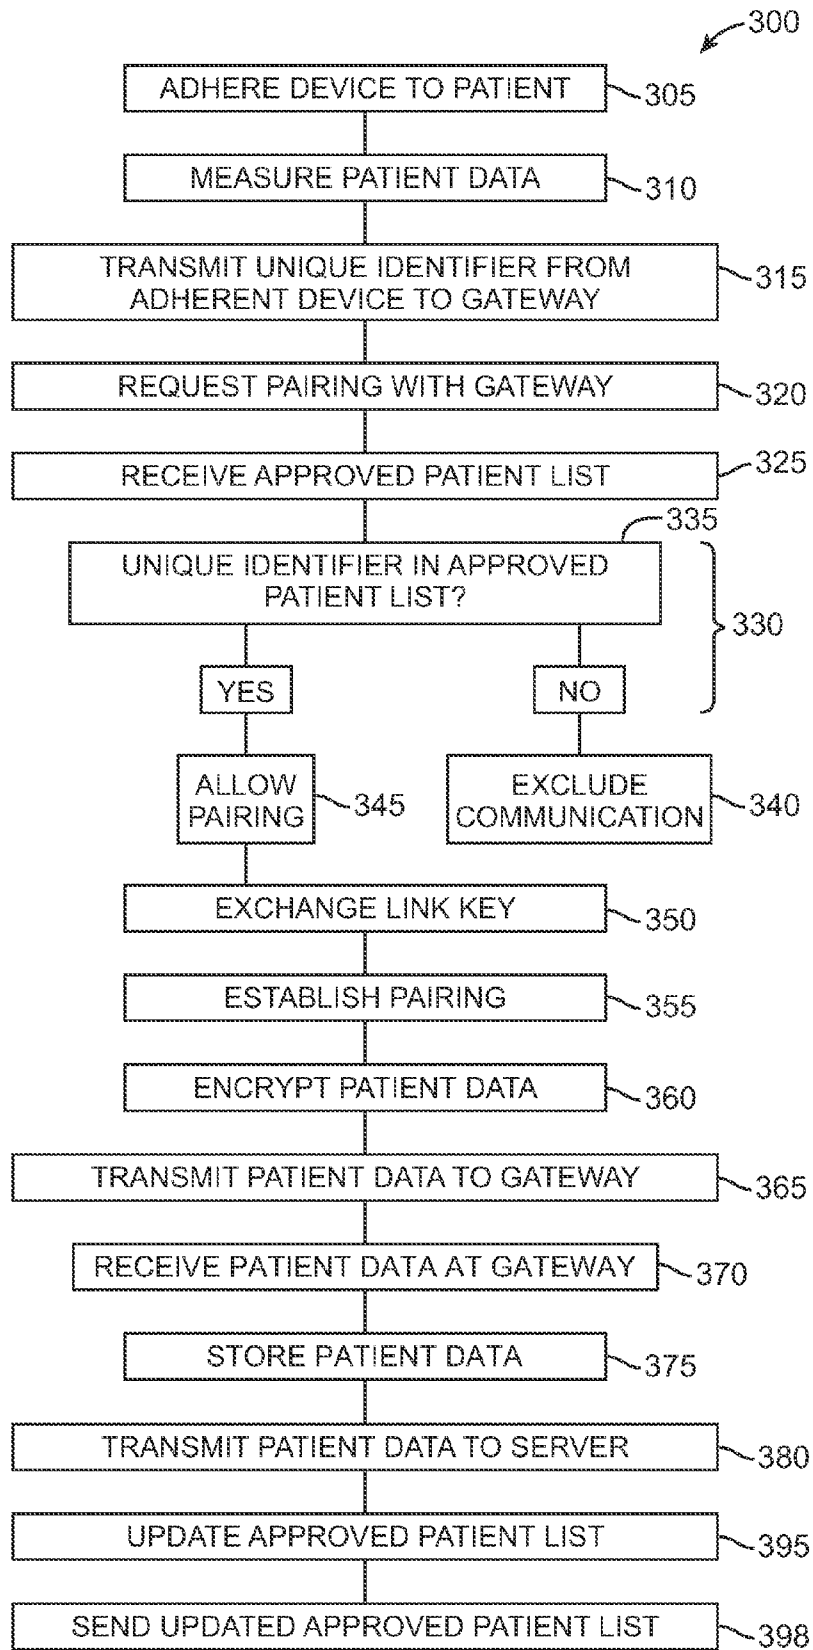 300
ADHERE DEVICE TO PATIENT
305
MEASURE PATIENT DATA
310
TRANSMIT UNIQUE IDENTIFIER FROM
ADHERENT DEVICE TO GATEWAY
315
REQUEST PAIRING WITH GATEWAY
320
RECEIVE APPROVED PATIENT LIST
325
335
UNIQUE IDENTIFIER IN APPROVED
PATIENT LIST?
330
YES
NO
ALLOW
PAIRING
345
EXCLUDE
COMMUNICATION
340
EXCHANGE LINK KEY
350
ESTABLISH PAIRING
355
ENCRYPT PATIENT DATA
360
TRANSMIT PATIENT DATA TO GATEWAY
365
RECEIVE PATIENT DATA AT GATEWAY
370
STORE PATIENT DATA
375
TRANSMIT PATIENT DATA TO SERVER
380
UPDATE APPROVED PATIENT LIST
395
SEND UPDATED APPROVED PATIENT LIST
398